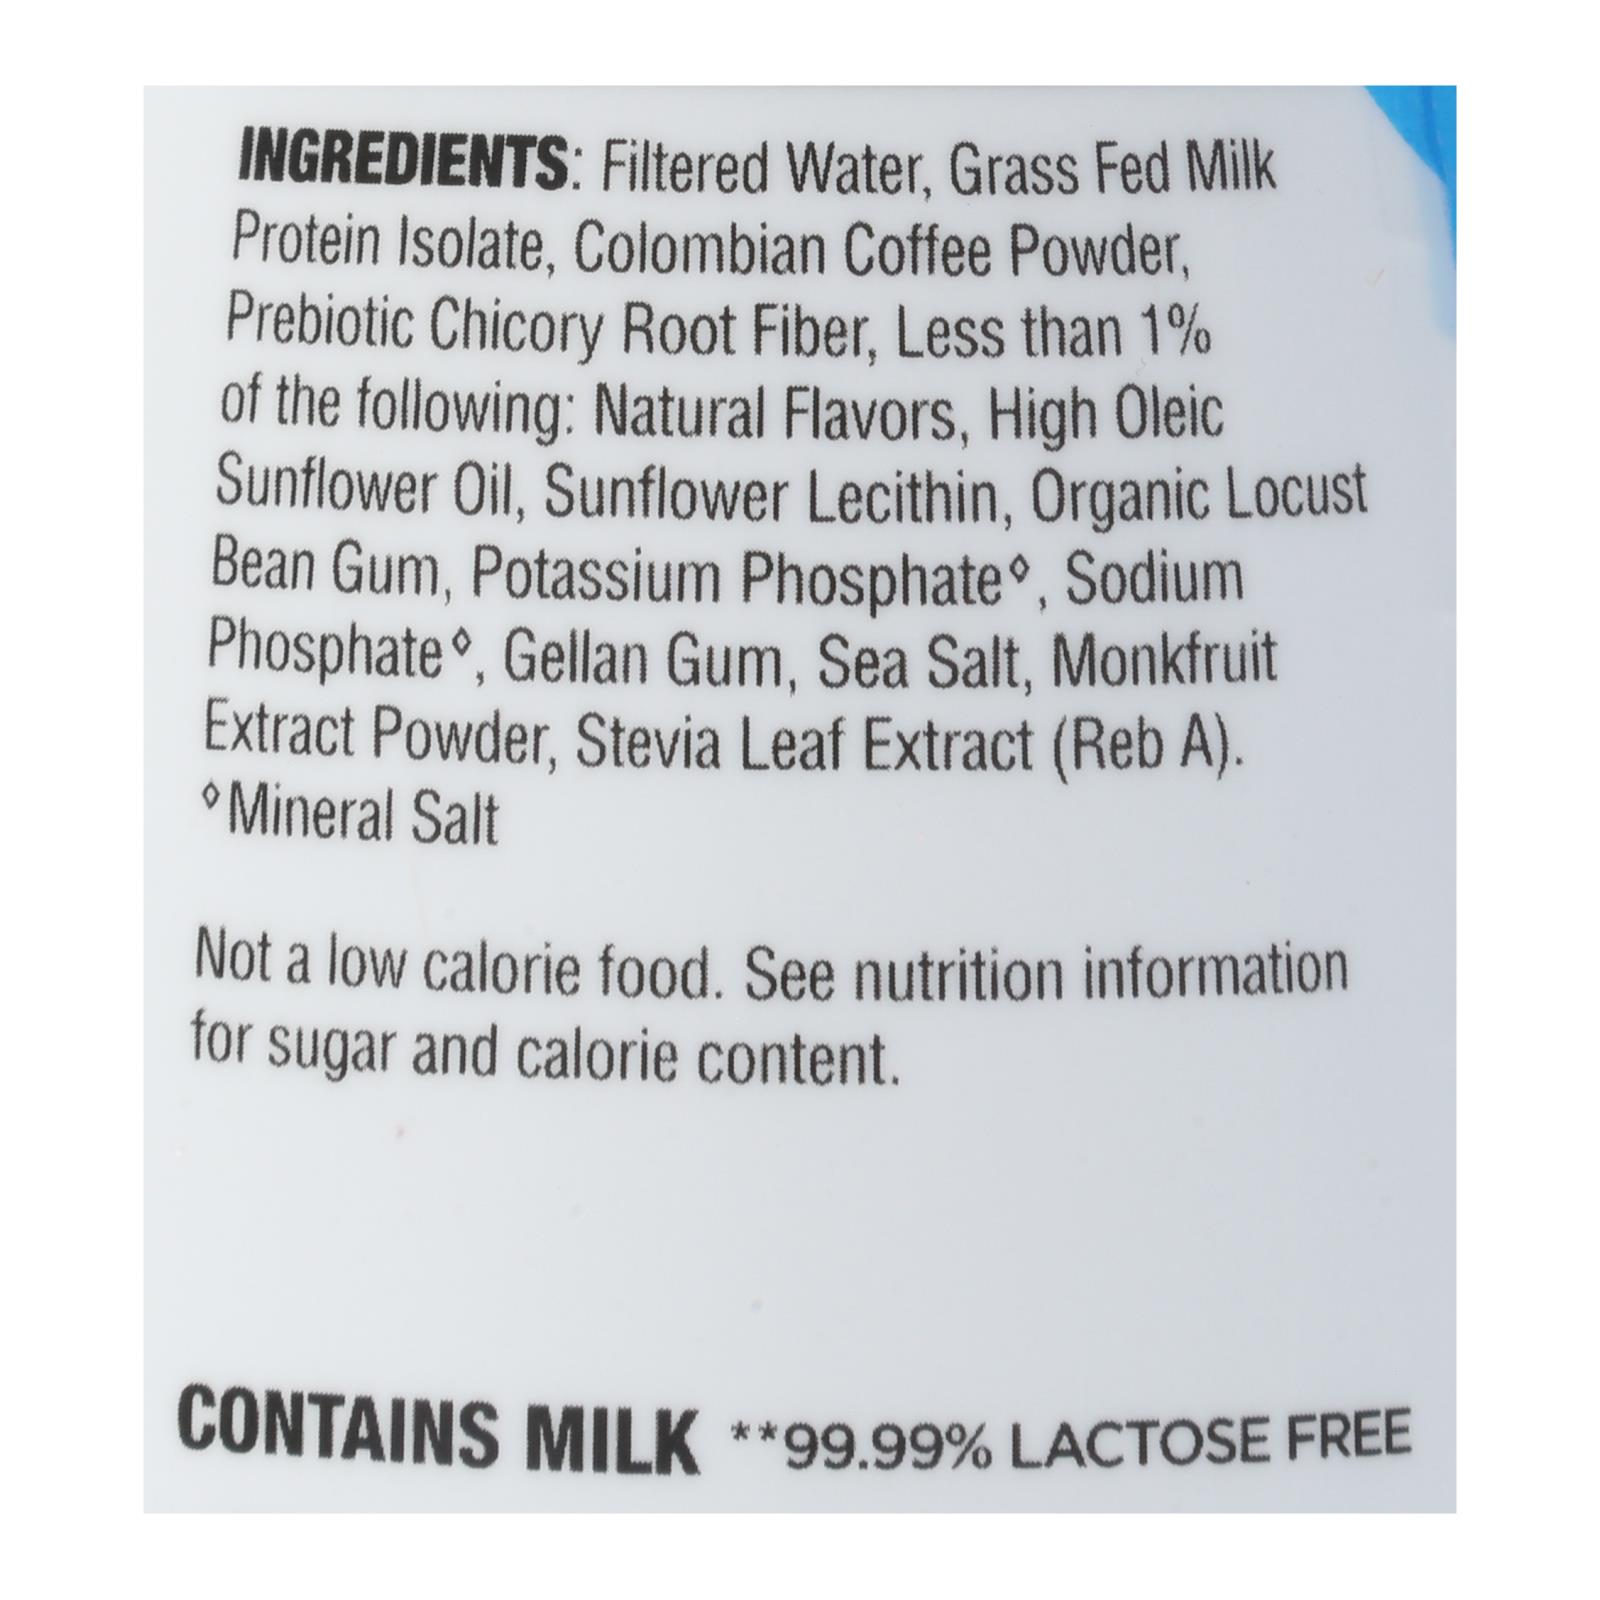 INGREDIENTS: Filtered Water, Grass Fed Milk
Protein Isolate, Colombian Coffee Powder,
Prebiotic Chicory Root Fiber, Less than 1%
of the following: Natural Flavors, High Oleic
Sunflower Oil, Sunflower Lecithin, Organic Locust
Bean Gum, Potassium Phosphate◊, Sodium
Phosphate◊, Gellan Gum, Sea Salt, Monkfruit
Extract Powder, Stevia Leaf Extract (Reb A).
◊Mineral Salt
Not a low calorie food. See nutrition information
for sugar and calorie content.
CONTAINS MILK **99.99% LACTOSE FREE